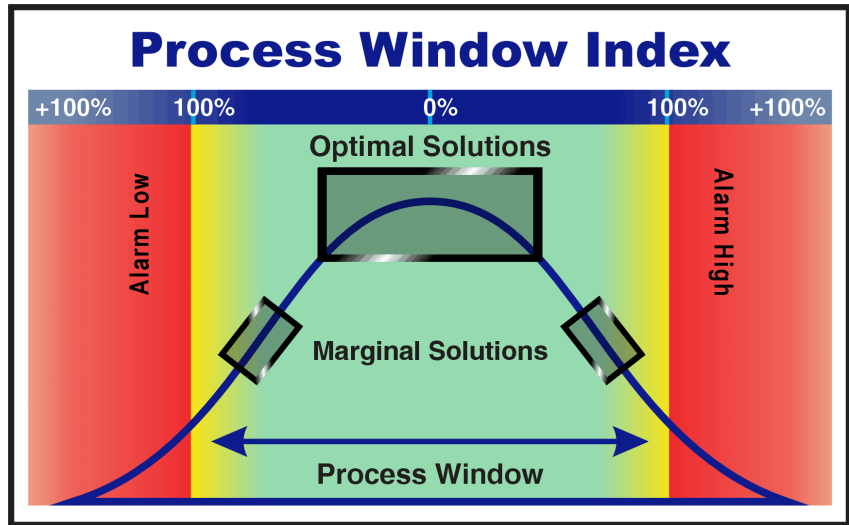 Process Window Index
+100% 100% 0% 100% +100%
Optimal Solutions
Alarm Low
Alarm High
Marginal Solutions
Process Window